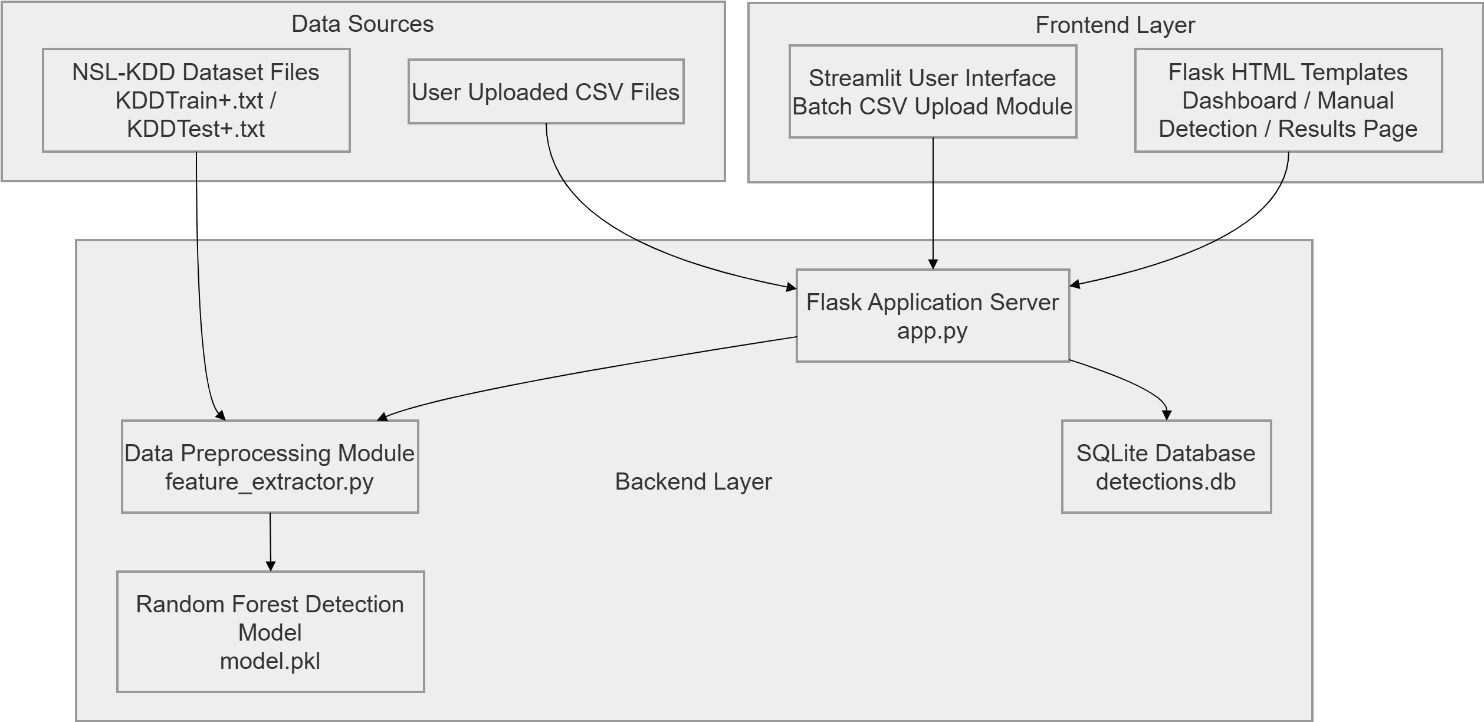 Data Sources
NSL-KDD Dataset Files
KDDTrain+.txt /
KDDTest+.txt
User Uploaded CSV Files
Frontend Layer
Streamlit User Interface
Batch CSV Upload Module
Flask HTML Templates
Dashboard / Manual
Detection / Results Page
Flask Application Server
app.py
Data Preprocessing Module
feature_extractor.py
Backend Layer
SQLite Database
detections.db
Random Forest Detection
Model
model.pkl